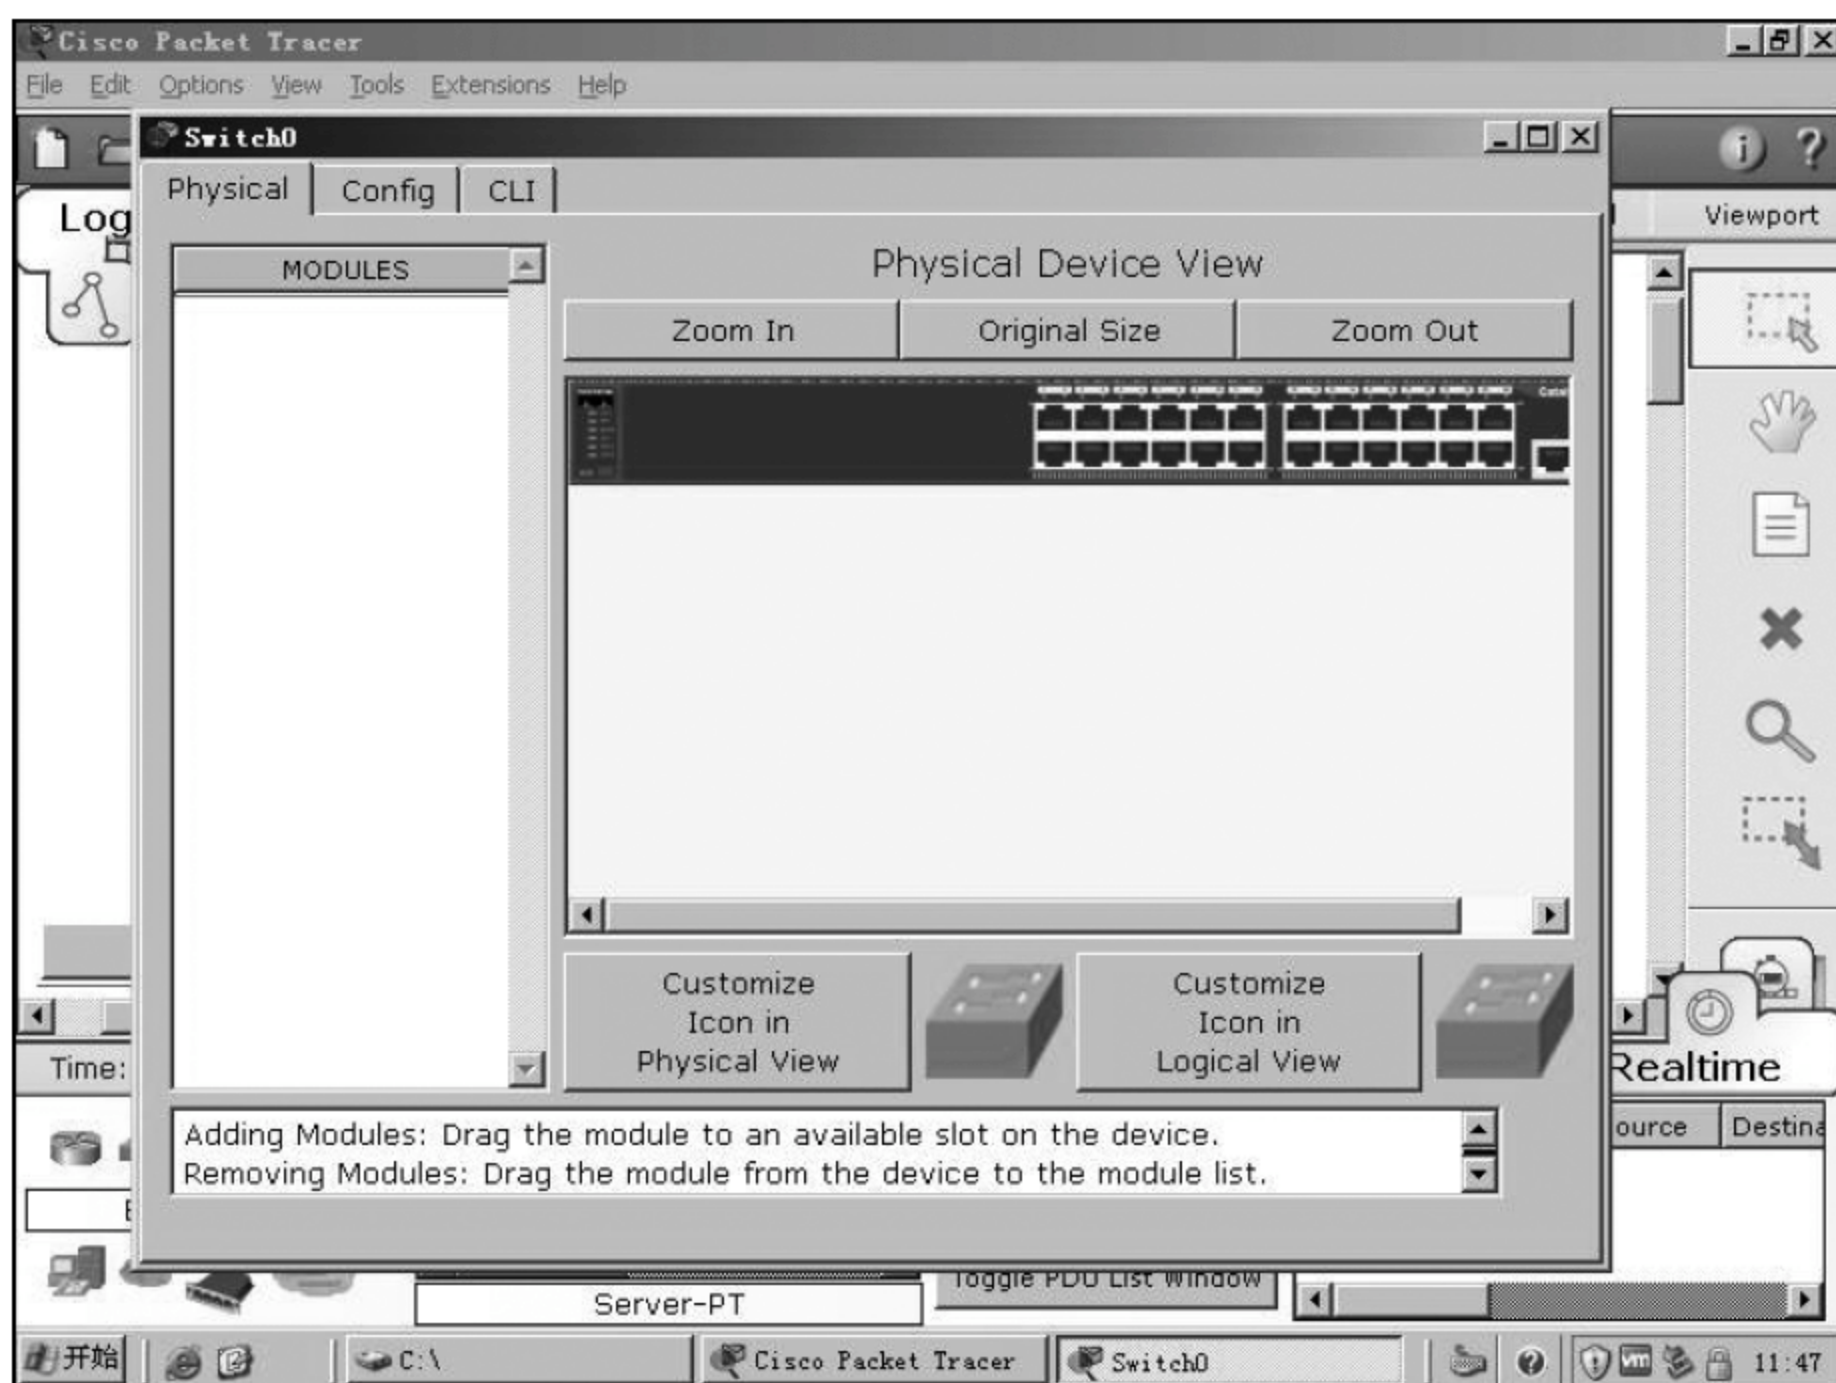 Cisco Packet Tracer
File Edit Options View Tools Extensions Help
Switch0
Physical Config CLI
Log
Viewport
MODULES
Physical Device View
Zoom In Original Size Zoom Out
Customize
Icon in
Physical View
Customize
Icon in
Logical View
Time:
Realtime
Adding Modules: Drag the module to an available slot on the device.
Removing Modules: Drag the module from the device to the module list.
ource Destina
Toggle PDU List Window
Server-PT
开始 C:\ Cisco Packet Tracer Switch0 11:47